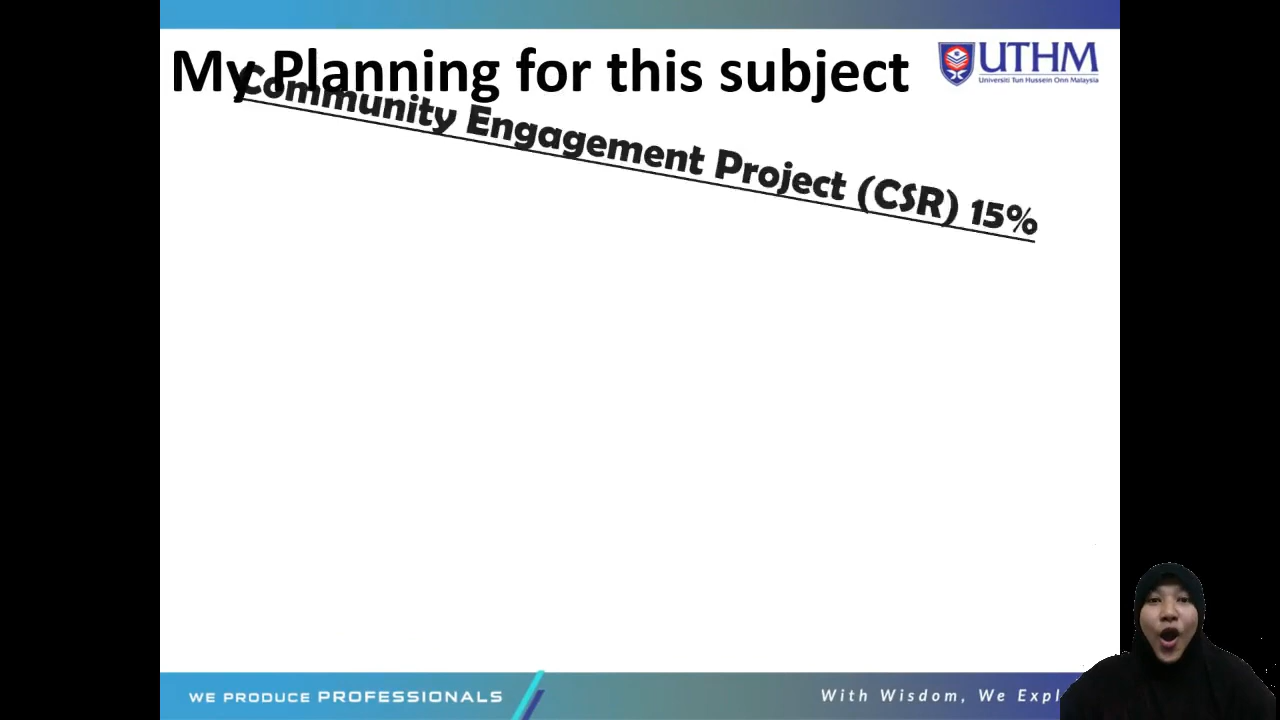 My Planning for this subject
UTHM
Universiti Tun Hussein Onn Malaysia
Community Engagement Project (CSR) 15%
WE PRODUCE PROFESSIONALS
With Wisdom, We Expl